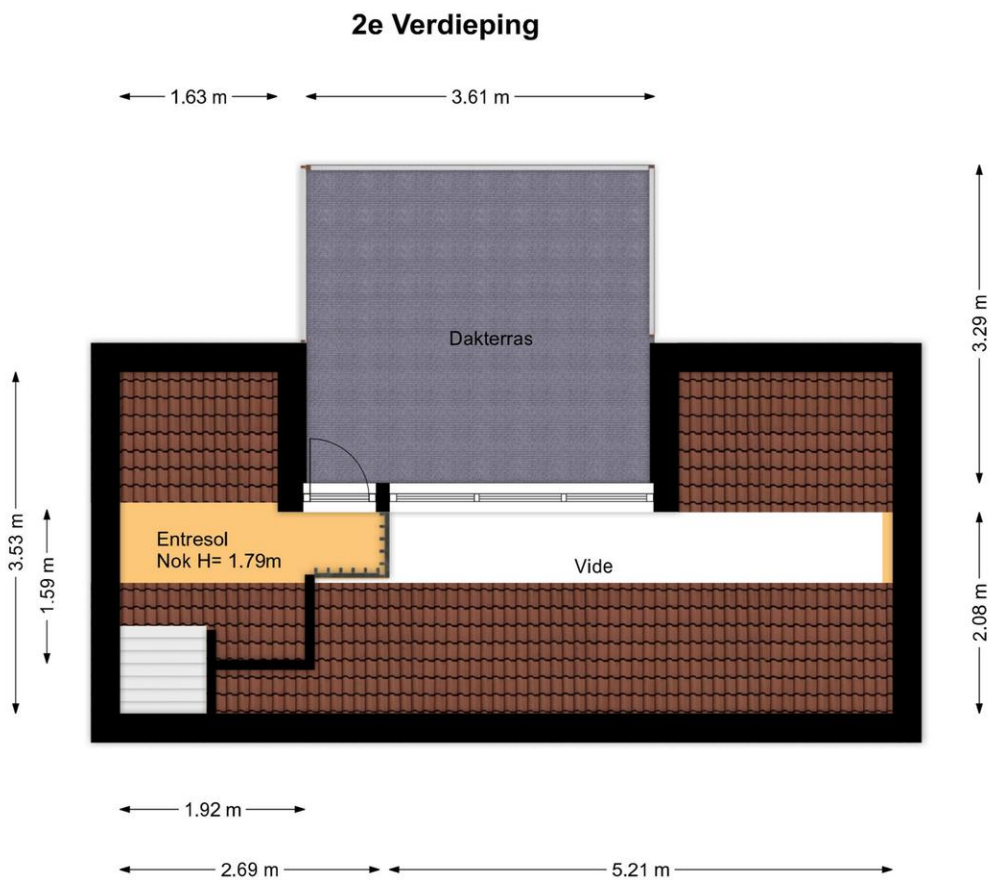 2e Verdieping
1.63 m
3.61 m
3.29 m
Dakterras
3.53 m
1.59 m
Entresol
Nok H= 1.79m
Vide
2.08 m
1.92 m
2.69 m
5.21 m